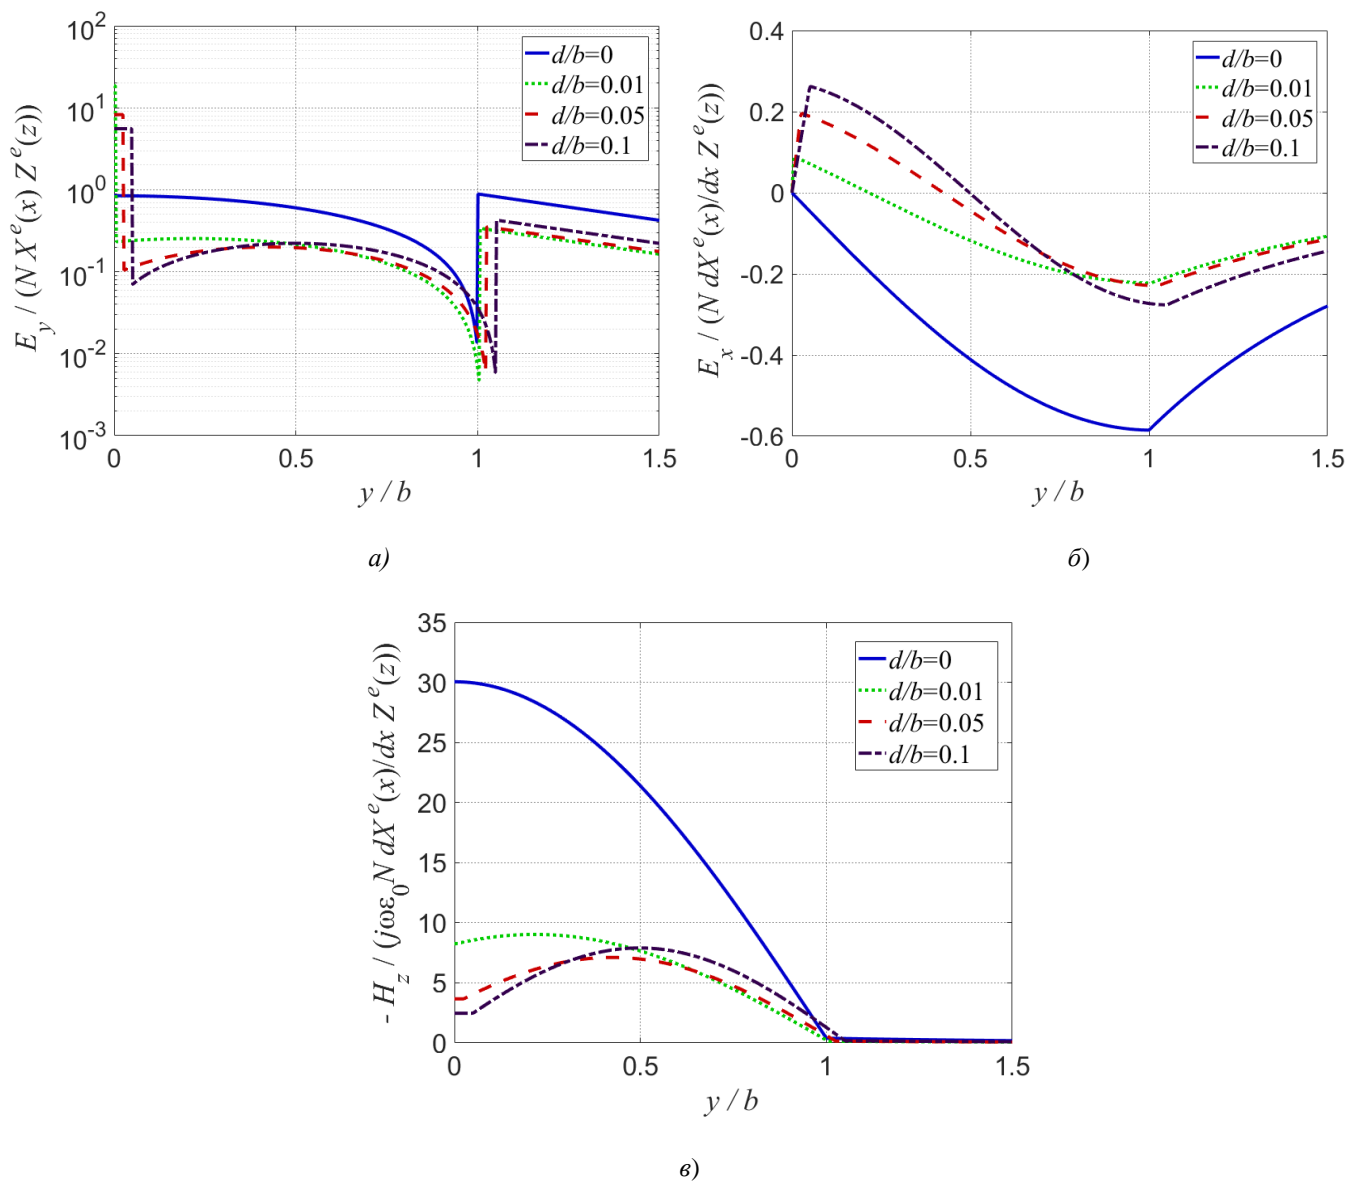 E_y / (N X^e(x) Z^e(z))
10^2
10^1
10^0
10^-1
10^-2
10^-3
0
0.5
1
1.5
y / b
d/b=0
d/b=0.01
d/b=0.05
d/b=0.1
а)
E_x / (N dX^e(x)/dx Z^e(z))
0.4
0.2
0
-0.2
-0.4
-0.6
0
0.5
1
1.5
y / b
d/b=0
d/b=0.01
d/b=0.05
d/b=0.1
б)
- H_z / (jωε_0 N dX^e(x)/dx Z^e(z))
35
30
25
20
15
10
5
0
0
0.5
1
1.5
y / b
d/b=0
d/b=0.01
d/b=0.05
d/b=0.1
в)